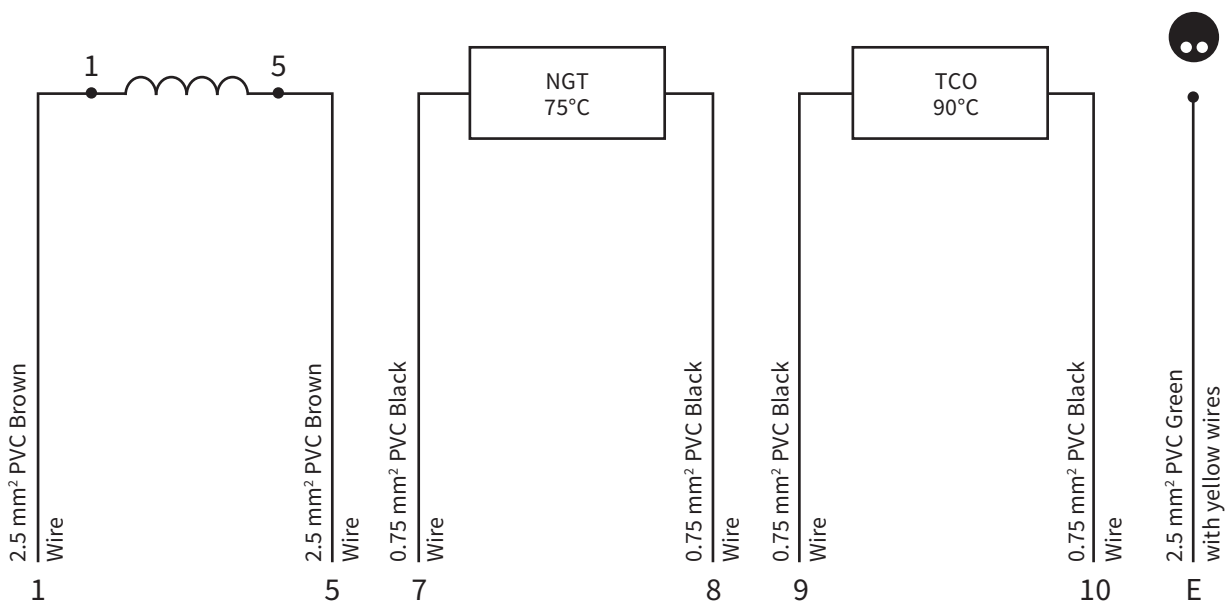 1
5
NGT
75°C
TCO
90°C
2.5 mm² PVC Brown
Wire
2.5 mm² PVC Brown
Wire
0.75 mm² PVC Black
Wire
0.75 mm² PVC Black
Wire
0.75 mm² PVC Black
Wire
0.75 mm² PVC Black
Wire
2.5 mm² PVC Green
with yellow wires
1
5
7
8
9
10
E